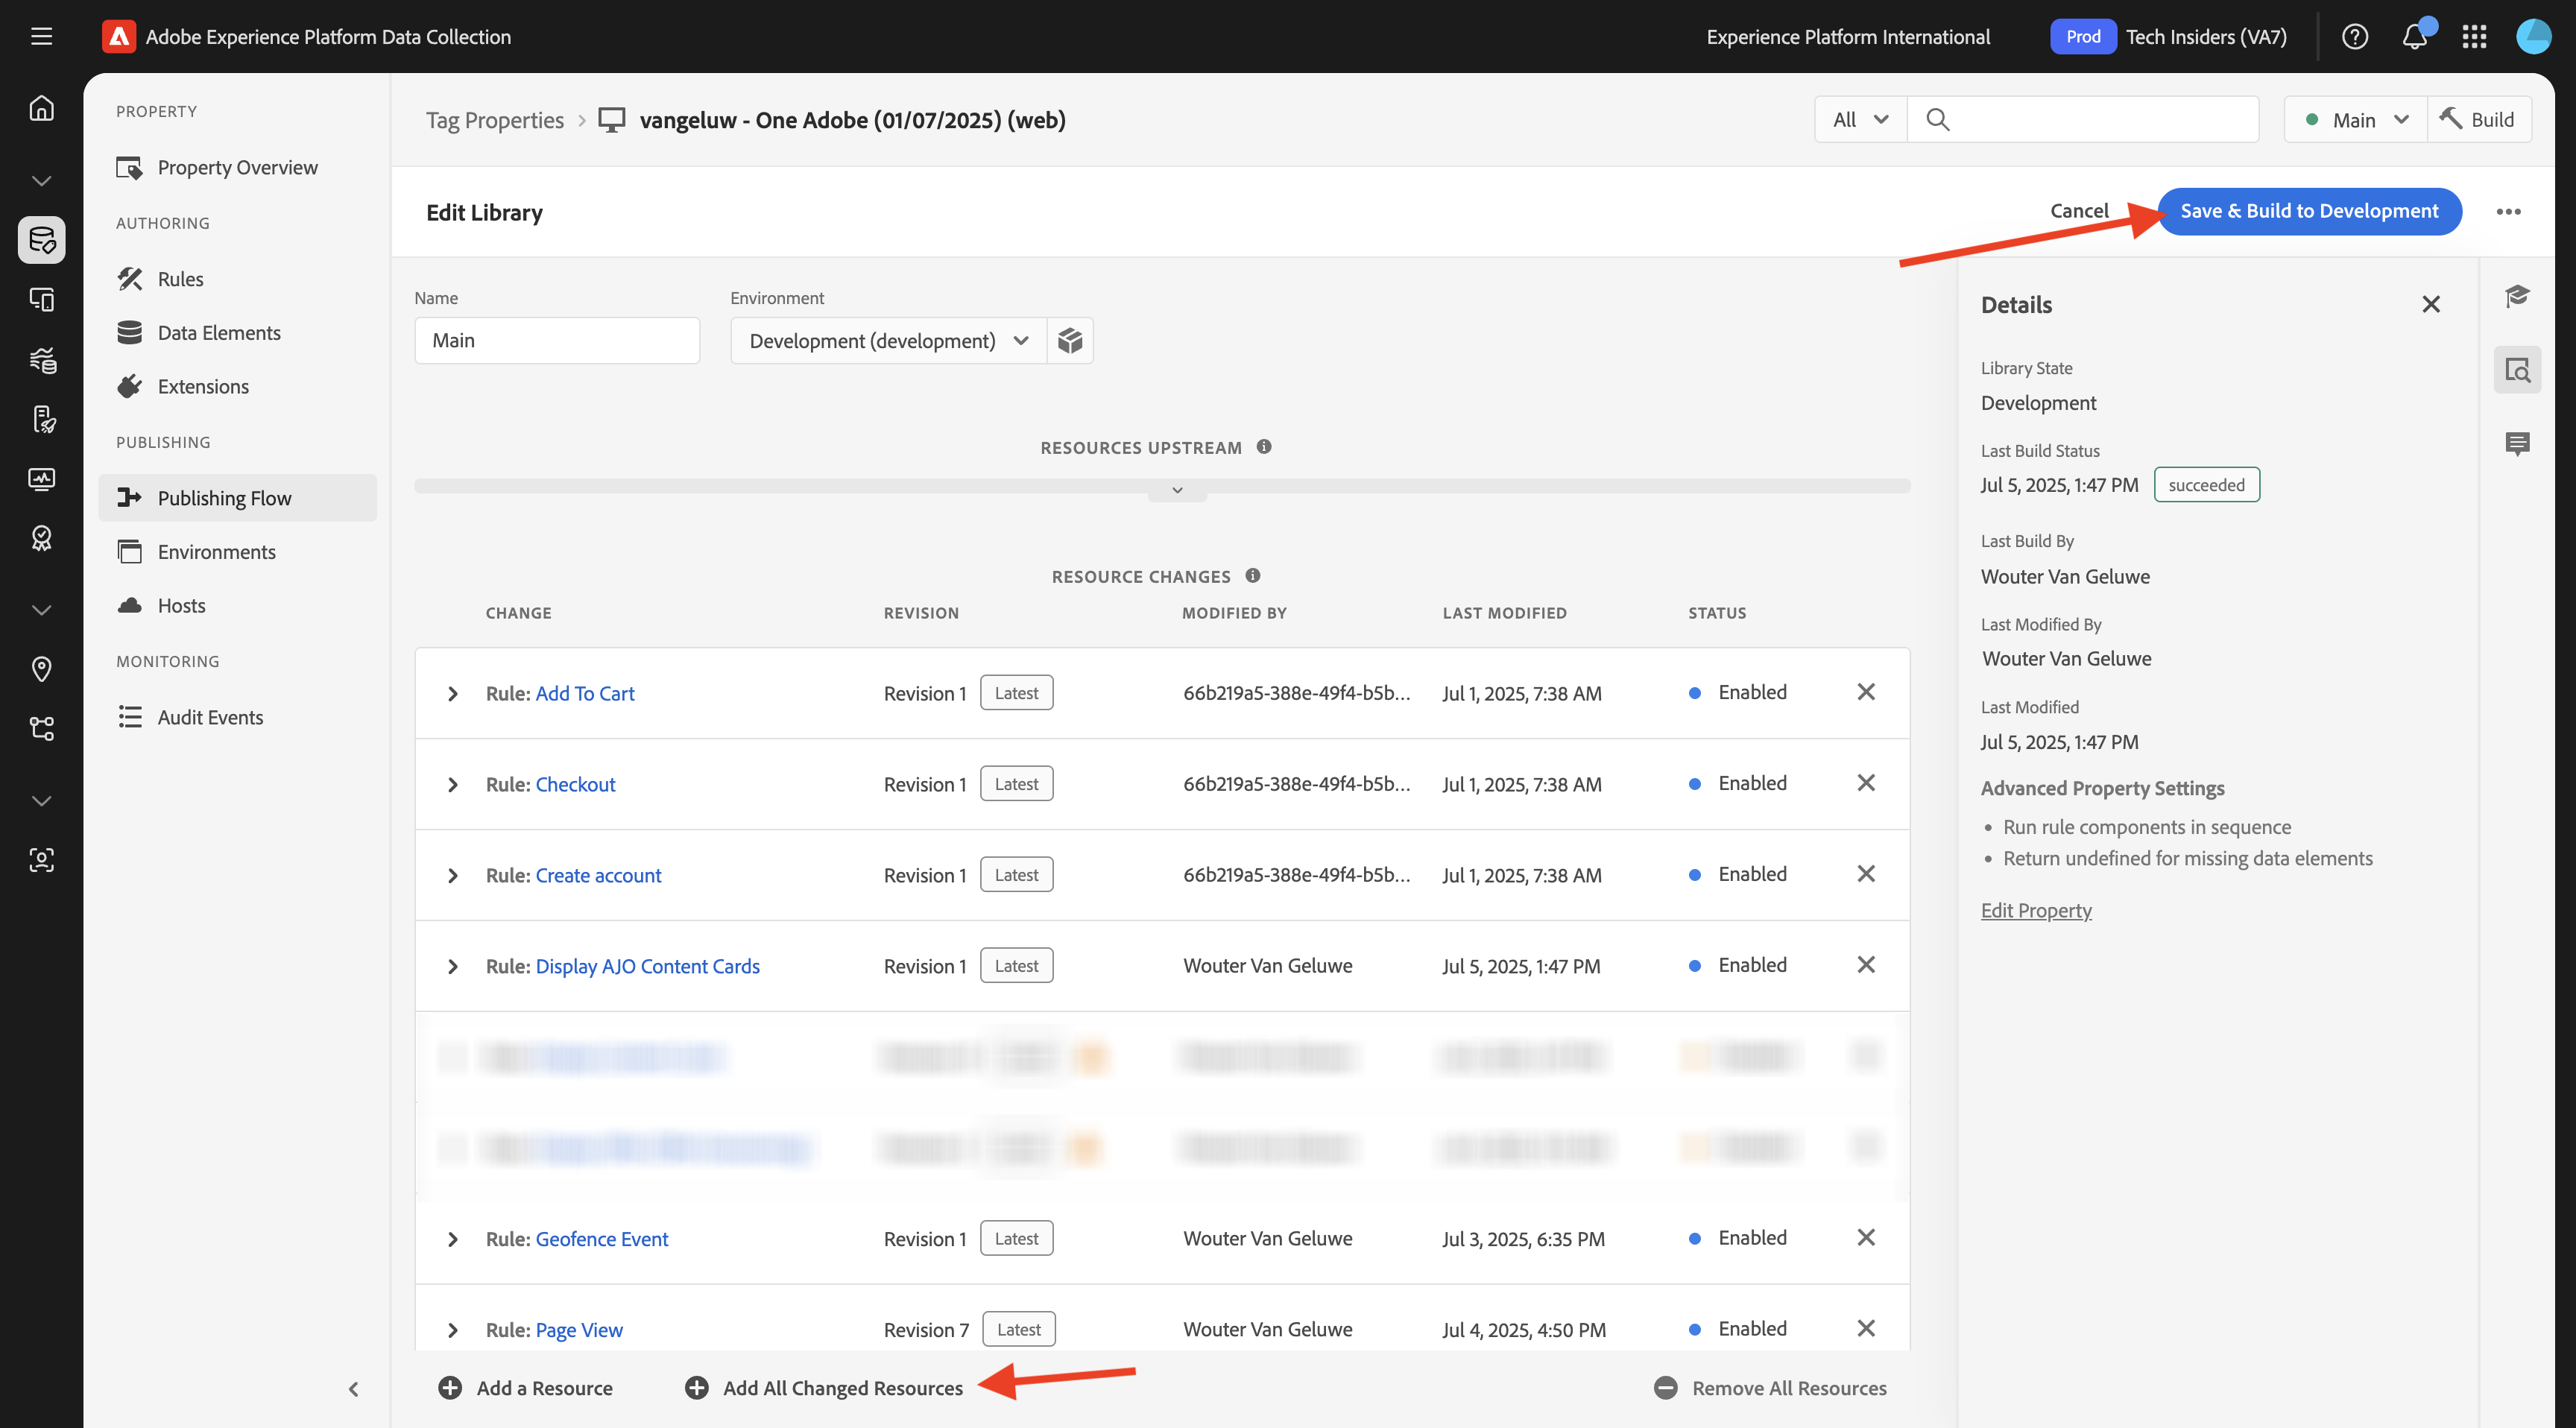 Adobe Experience Platform Data Collection
Experience Platform International
Prod
Tech Insiders (VA7)
PROPERTY
Property Overview
AUTHORING
Rules
Data Elements
Extensions
PUBLISHING
Publishing Flow
Environments
Hosts
MONITORING
Audit Events
Tag Properties
vangeluw - One Adobe (01/07/2025) (web)
All
Main
Build
Edit Library
Cancel
Save & Build to Development
Name
Main
Environment
Development (development)
RESOURCES UPSTREAM
RESOURCE CHANGES
CHANGE REVISION MODIFIED BY LAST MODIFIED STATUS
Rule: Add To Cart Revision 1 Latest 66b219a5-388e-49f4-b5b... Jul 1, 2025, 7:38 AM Enabled
Rule: Checkout Revision 1 Latest 66b219a5-388e-49f4-b5b... Jul 1, 2025, 7:38 AM Enabled
Rule: Create account Revision 1 Latest 66b219a5-388e-49f4-b5b... Jul 1, 2025, 7:38 AM Enabled
Rule: Display AJO Content Cards Revision 1 Latest Wouter Van Geluwe Jul 5, 2025, 1:47 PM Enabled
Rule: Geofence Event Revision 1 Latest Wouter Van Geluwe Jul 3, 2025, 6:35 PM Enabled
Rule: Page View Revision 7 Latest Wouter Van Geluwe Jul 4, 2025, 4:50 PM Enabled
Add a Resource
Add All Changed Resources
Remove All Resources
Details
Library State
Development
Last Build Status
Jul 5, 2025, 1:47 PM succeeded
Last Build By
Wouter Van Geluwe
Last Modified By
Wouter Van Geluwe
Last Modified
Jul 5, 2025, 1:47 PM
Advanced Property Settings
• Run rule components in sequence
• Return undefined for missing data elements
Edit Property